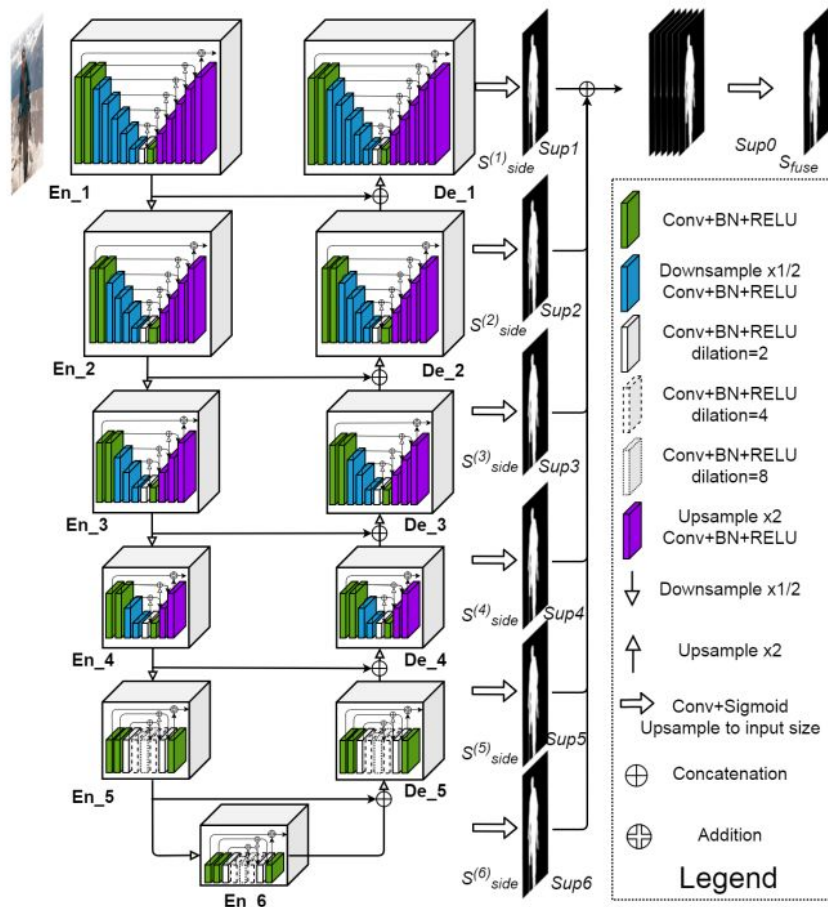 En_1
De_1
S(1)side
Sup1
Sup0
Sfuse
En_2
De_2
S(2)side
Sup2
En_3
De_3
S(3)side
Sup3
En_4
De_4
S(4)side
Sup4
En_5
De_5
S(5)side
Sup5
En_6
S(6)side
Sup6
Conv+BN+RELU
Downsample x1/2
Conv+BN+RELU
Conv+BN+RELU
dilation=2
Conv+BN+RELU
dilation=4
Conv+BN+RELU
dilation=8
Upsample x2
Conv+BN+RELU
Downsample x1/2
Upsample x2
Conv+Sigmoid
Upsample to input size
Concatenation
Addition
Legend